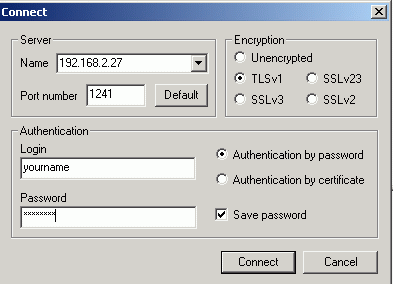 Connect
Server
Name 192.168.2.27
Port number 1241 Default
Encryption
Unencrypted
TLSv1 SSLv23
SSLv3 SSLv2
Authentication
Login
yourname
Password
xxxxxxxx
Authentication by password
Authentication by certificate
Save password
Connect Cancel